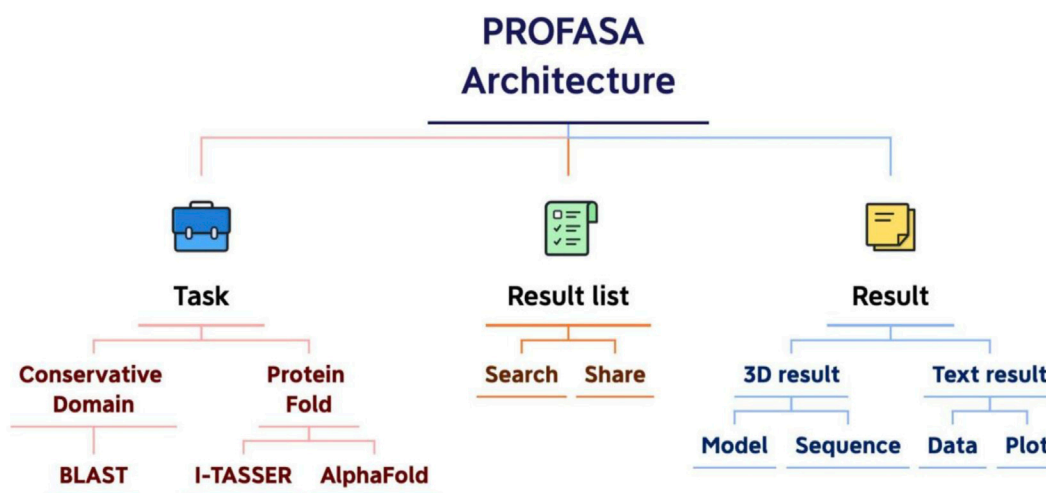 PROFASA
Architecture
Task
Result list
Result
Conservative
Domain
Protein
Fold
Search
Share
3D result
Text result
BLAST
I-TASSER
AlphaFold
Model
Sequence
Data
Plot